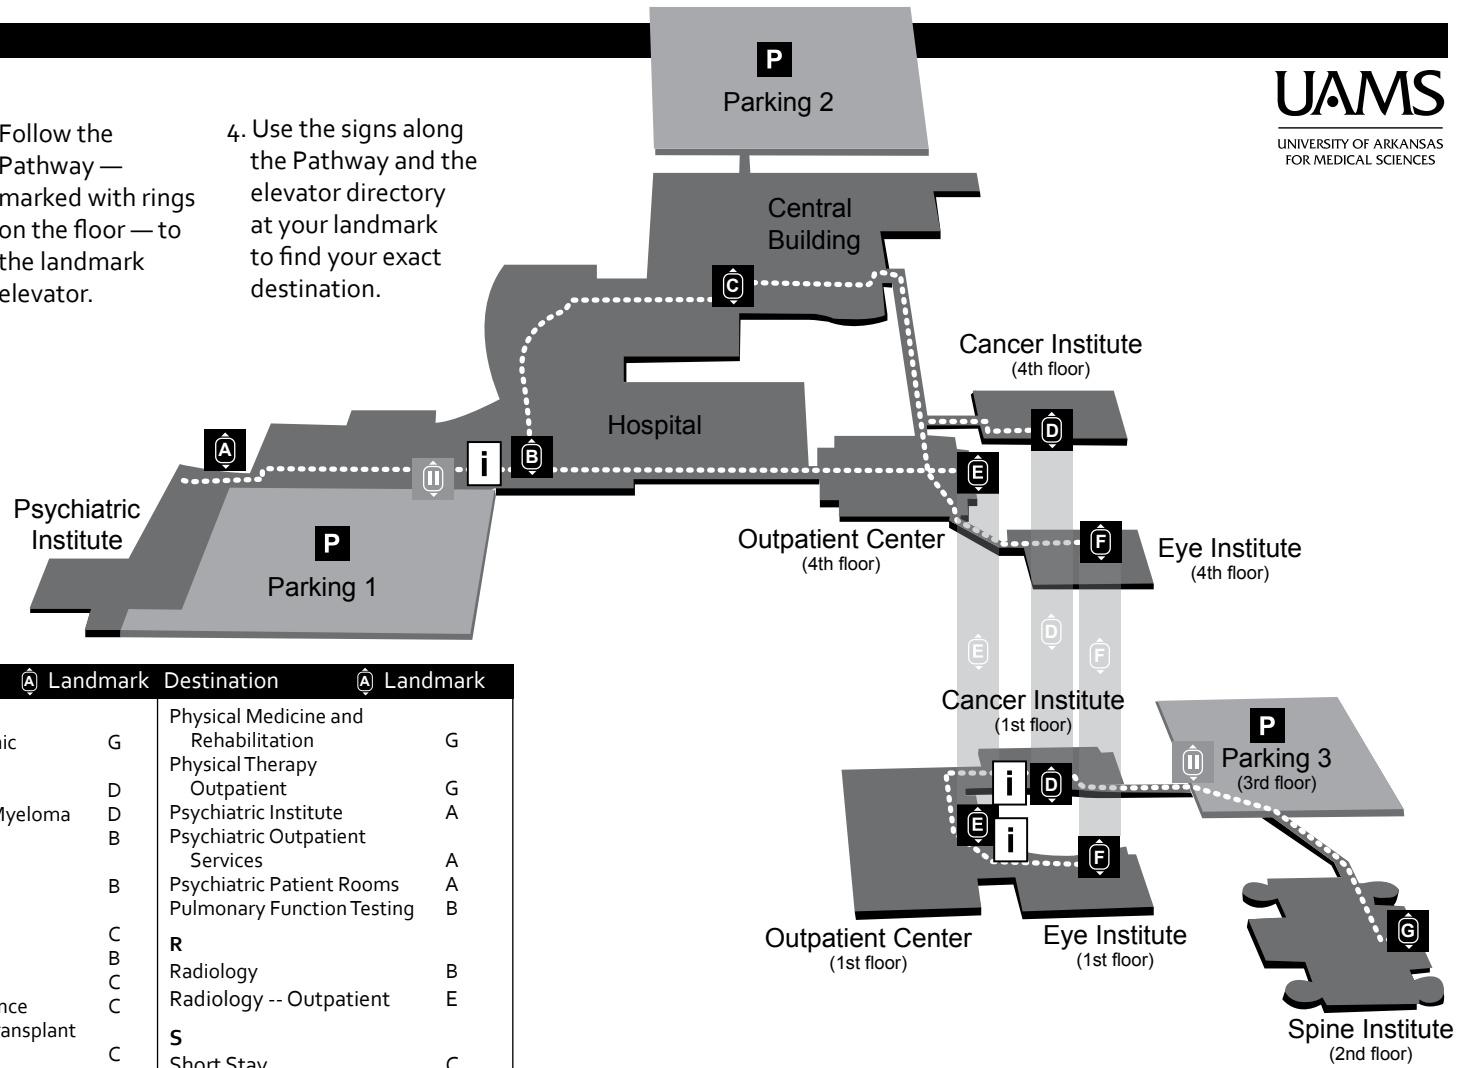 P
Parking 2
UAMS
UNIVERSITY OF ARKANSAS
FOR MEDICAL SCIENCES
Follow the
Pathway —
marked with rings
on the floor — to
the landmark
elevator.
4. Use the signs along
the Pathway and the
elevator directory
at your landmark
to find your exact
destination.
Central
Building
C
Cancer Institute
(4th floor)
D
Hospital
A
i
B
E
Psychiatric
Institute
P
Parking 1
Outpatient Center
(4th floor)
F
Eye Institute
(4th floor)
E
D
F
Cancer Institute
(1st floor)
P
Parking 3
(3rd floor)
i
D
E
i
F
G
Outpatient Center
(1st floor)
Eye Institute
(1st floor)
Spine Institute
(2nd floor)
A Landmark Destination A Landmark
G
D
D
B
B
C
B
C
C
C
Physical Medicine and
Rehabilitation G
Physical Therapy
Outpatient G
Psychiatric Institute A
Psychiatric Outpatient
Services A
Psychiatric Patient Rooms A
Pulmonary Function Testing B
R
Radiology B
Radiology -- Outpatient E
S
Short Stay C